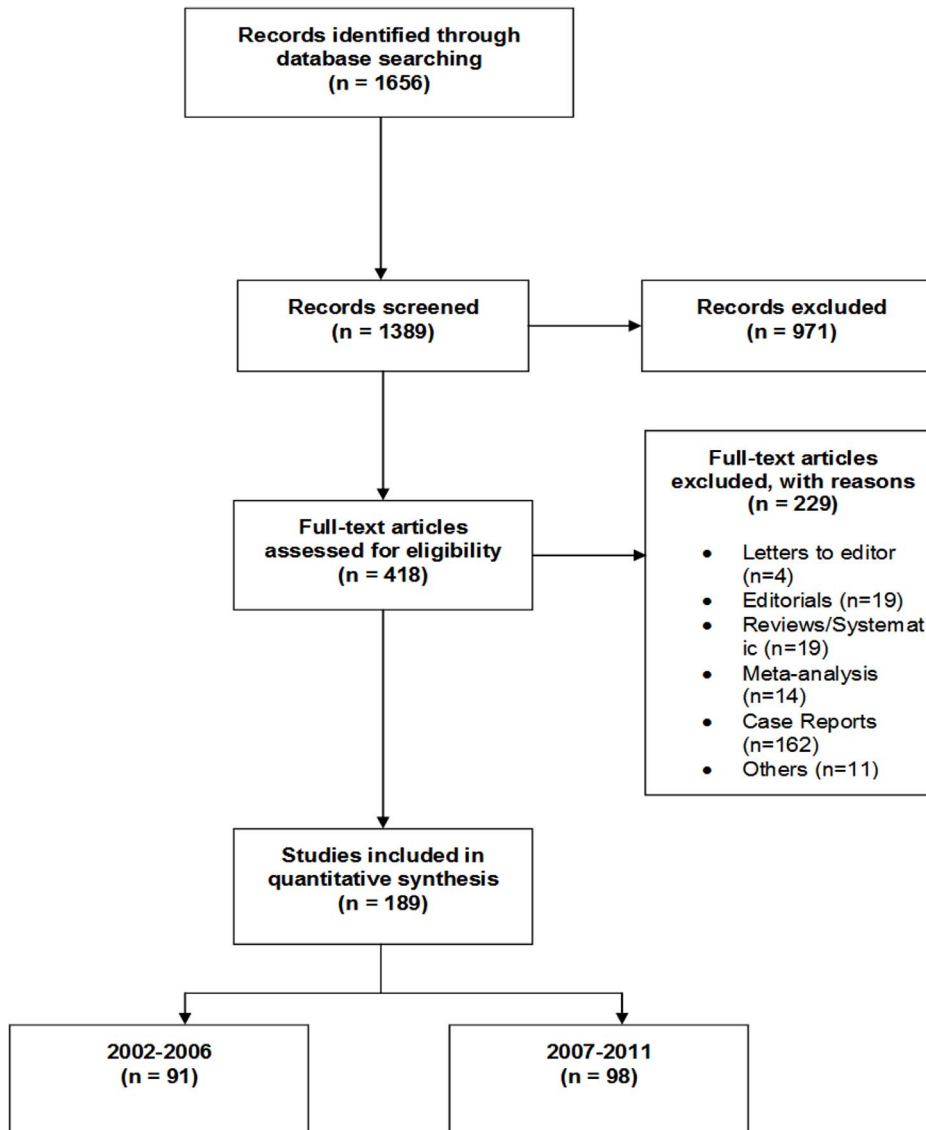 Records identified through
database searching
(n = 1656)
Records screened
(n = 1389)
Records excluded
(n = 971)
Full-text articles
assessed for eligibility
(n = 418)
Full-text articles
excluded, with reasons
(n = 229)
• Letters to editor
(n=4)
• Editorials (n=19)
• Reviews/Systemat
ic (n=19)
• Meta-analysis
(n=14)
• Case Reports
(n=162)
• Others (n=11)
Studies included in
quantitative synthesis
(n = 189)
2002-2006
(n = 91)
2007-2011
(n = 98)